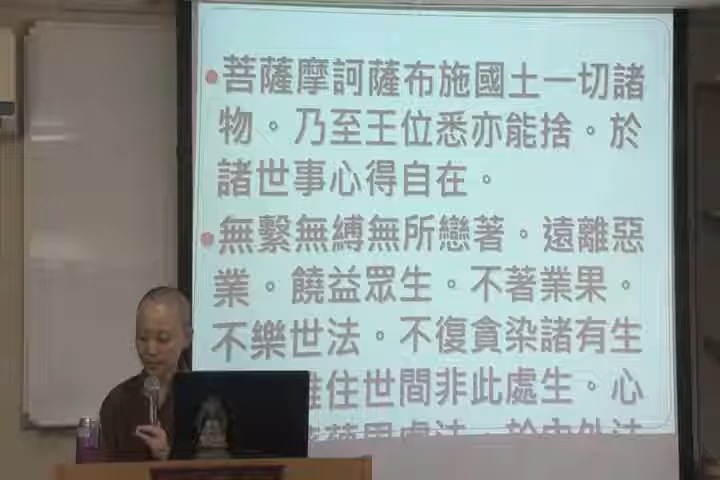 菩薩摩訶薩布施國土一切諸
物。乃至王位悉亦能捨。於
諸世事心得自在。
無繫無縛無所戀著。遠離惡
業。饒益眾生。不著業果。
不樂世法。不復貪染諸有生
住世間非此處生。心